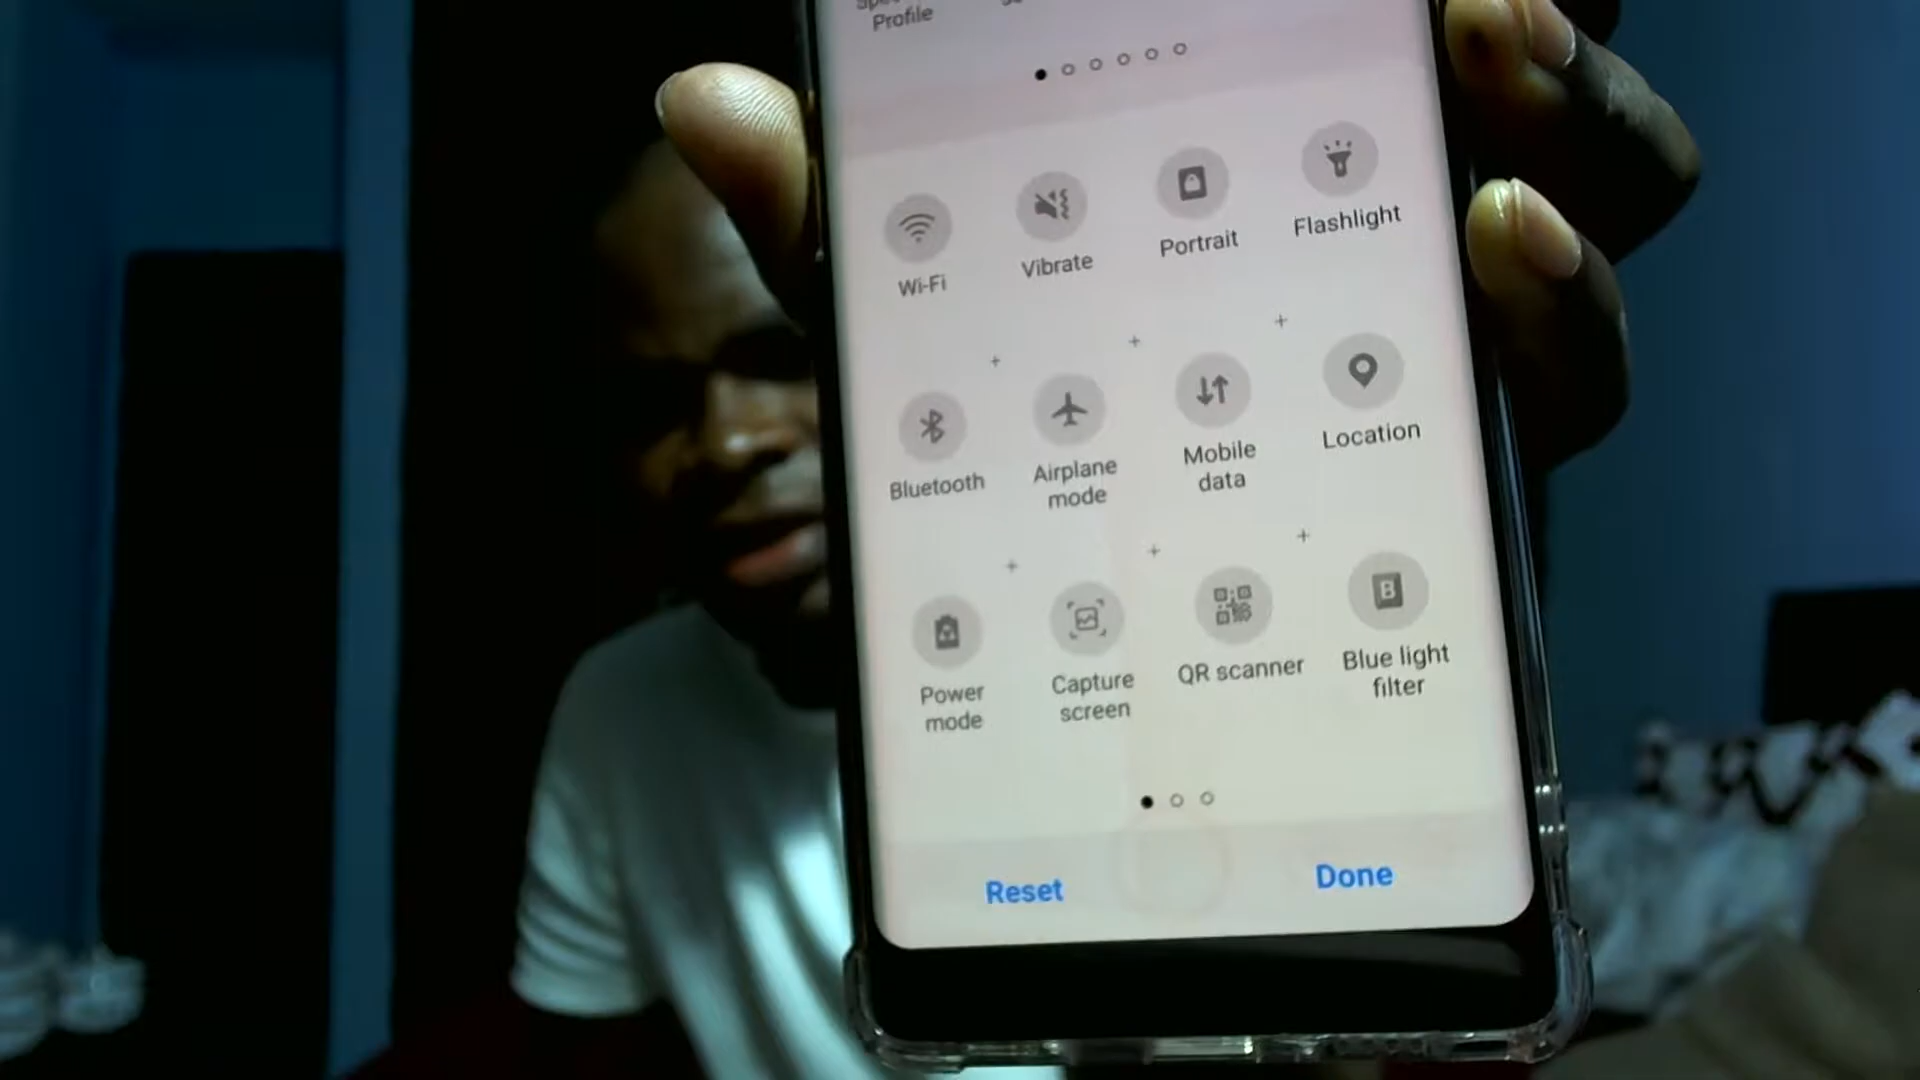 Profile
Wi-Fi
Vibrate
Portrait
Flashlight
Bluetooth
Airplane
mode
Mobile
data
Location
Power
mode
Capture
screen
QR scanner
Blue light
filter
Reset
Done